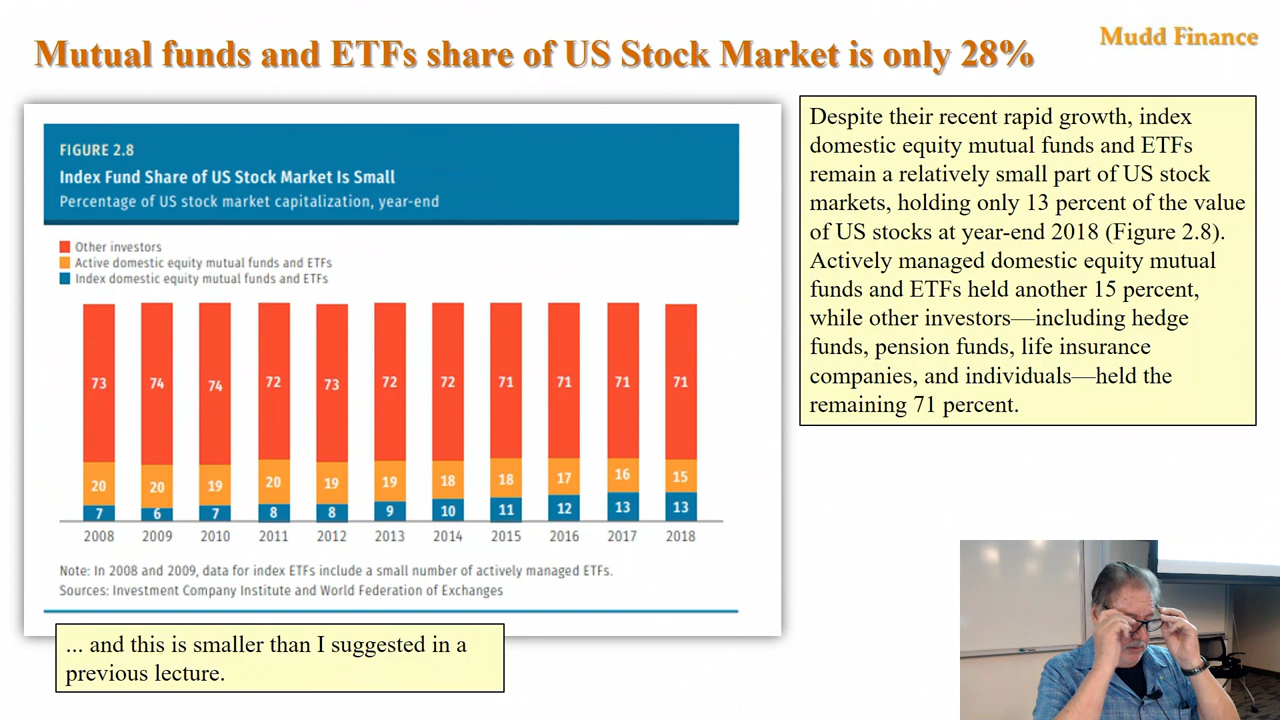 Mutual funds and ETFs share of US Stock Market is only 28%
Mudd Finance
FIGURE 2.8
Index Fund Share of US Stock Market Is Small
Percentage of US stock market capitalization, year-end
Other investors
Active domestic equity mutual funds and ETFs
Index domestic equity mutual funds and ETFs
73 74 74 72 73 72 72 71 71 71 71
20 20 19 20 19 19 18 18 17 16 15
7 6 7 8 8 9 10 11 12 13 13
2008 2009 2010 2011 2012 2013 2014 2015 2016 2017 2018
Note: In 2008 and 2009, data for index ETFs include a small number of actively managed ETFs.
Sources: Investment Company Institute and World Federation of Exchanges
... and this is smaller than I suggested in a
previous lecture.
Despite their recent rapid growth, index
domestic equity mutual funds and ETFs
remain a relatively small part of US stock
markets, holding only 13 percent of the value
of US stocks at year-end 2018 (Figure 2.8).
Actively managed domestic equity mutual
funds and ETFs held another 15 percent,
while other investors—including hedge
funds, pension funds, life insurance
companies, and individuals—held the
remaining 71 percent.